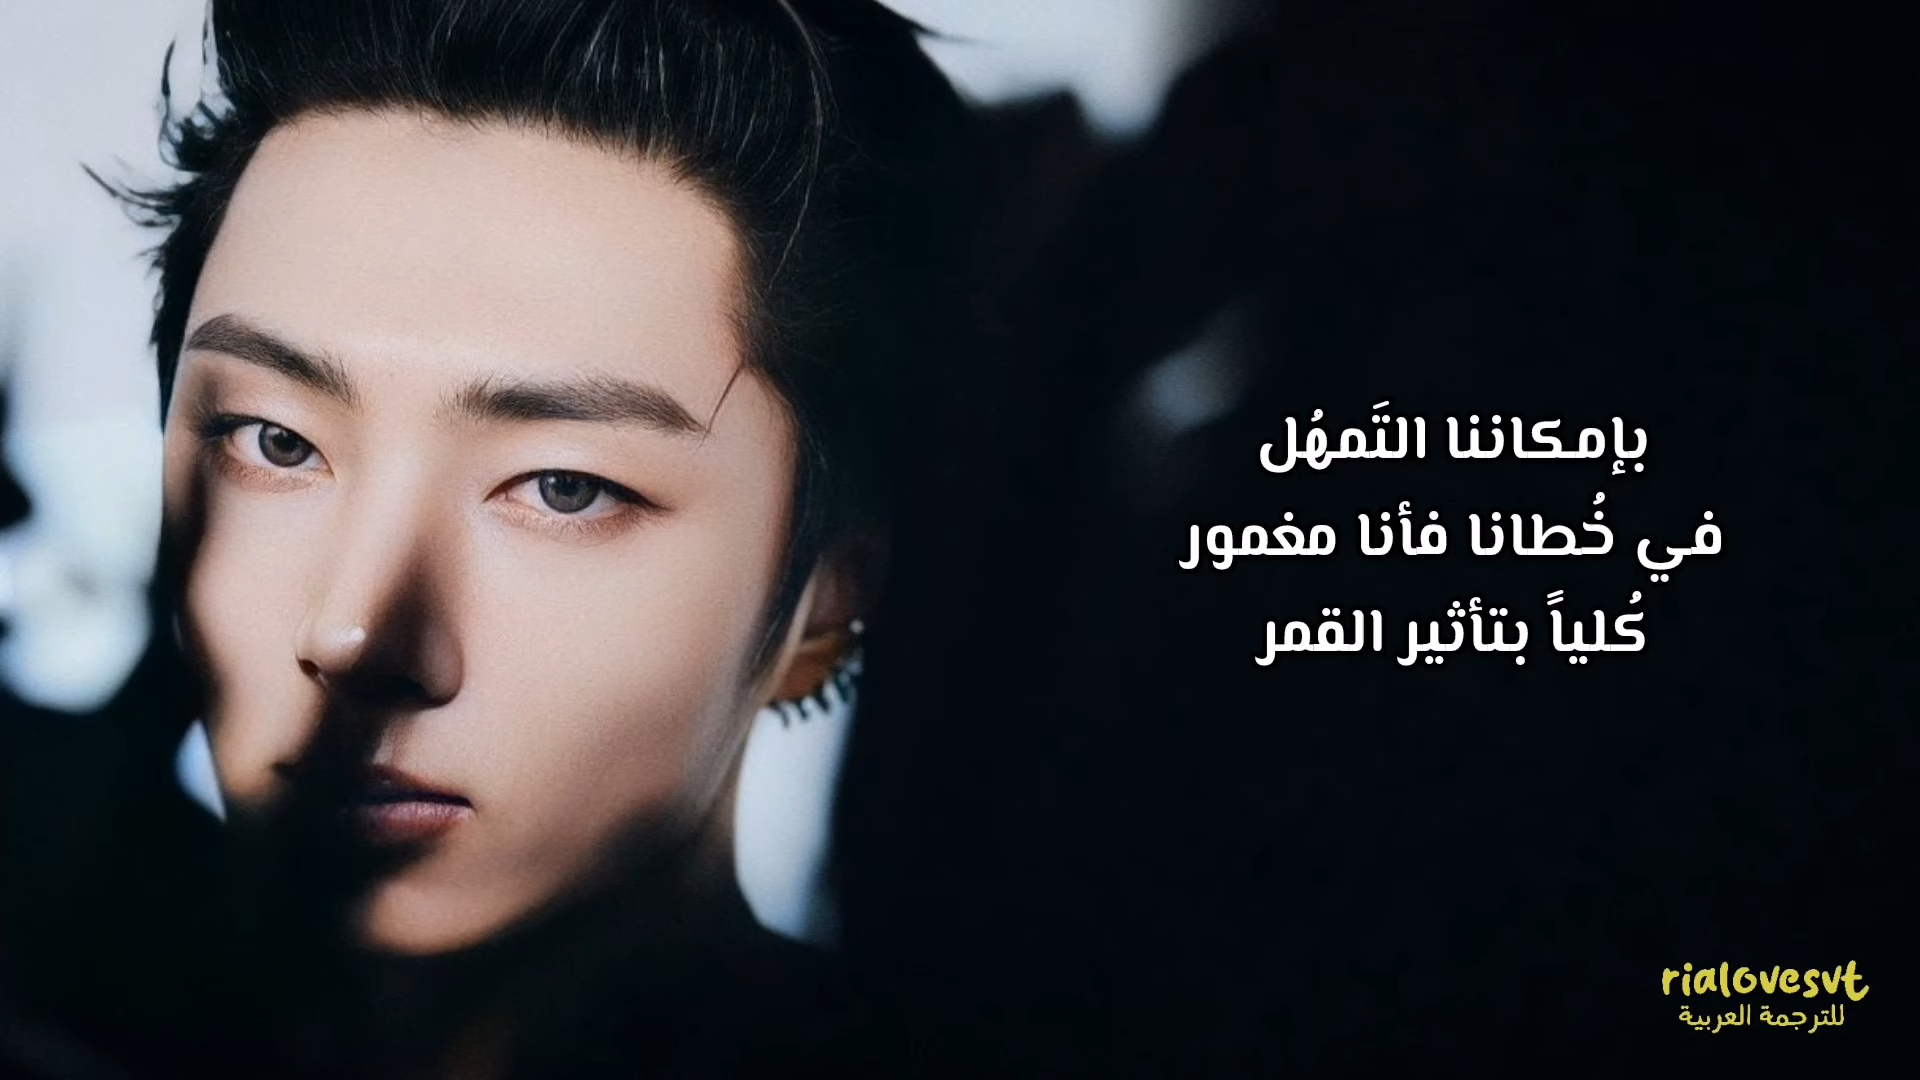 بإمكاننا التَمهُل
في خُطانا فأنا مغمور
كُلياً بتأثير القمر
rialovesvt
للترجمة العربية